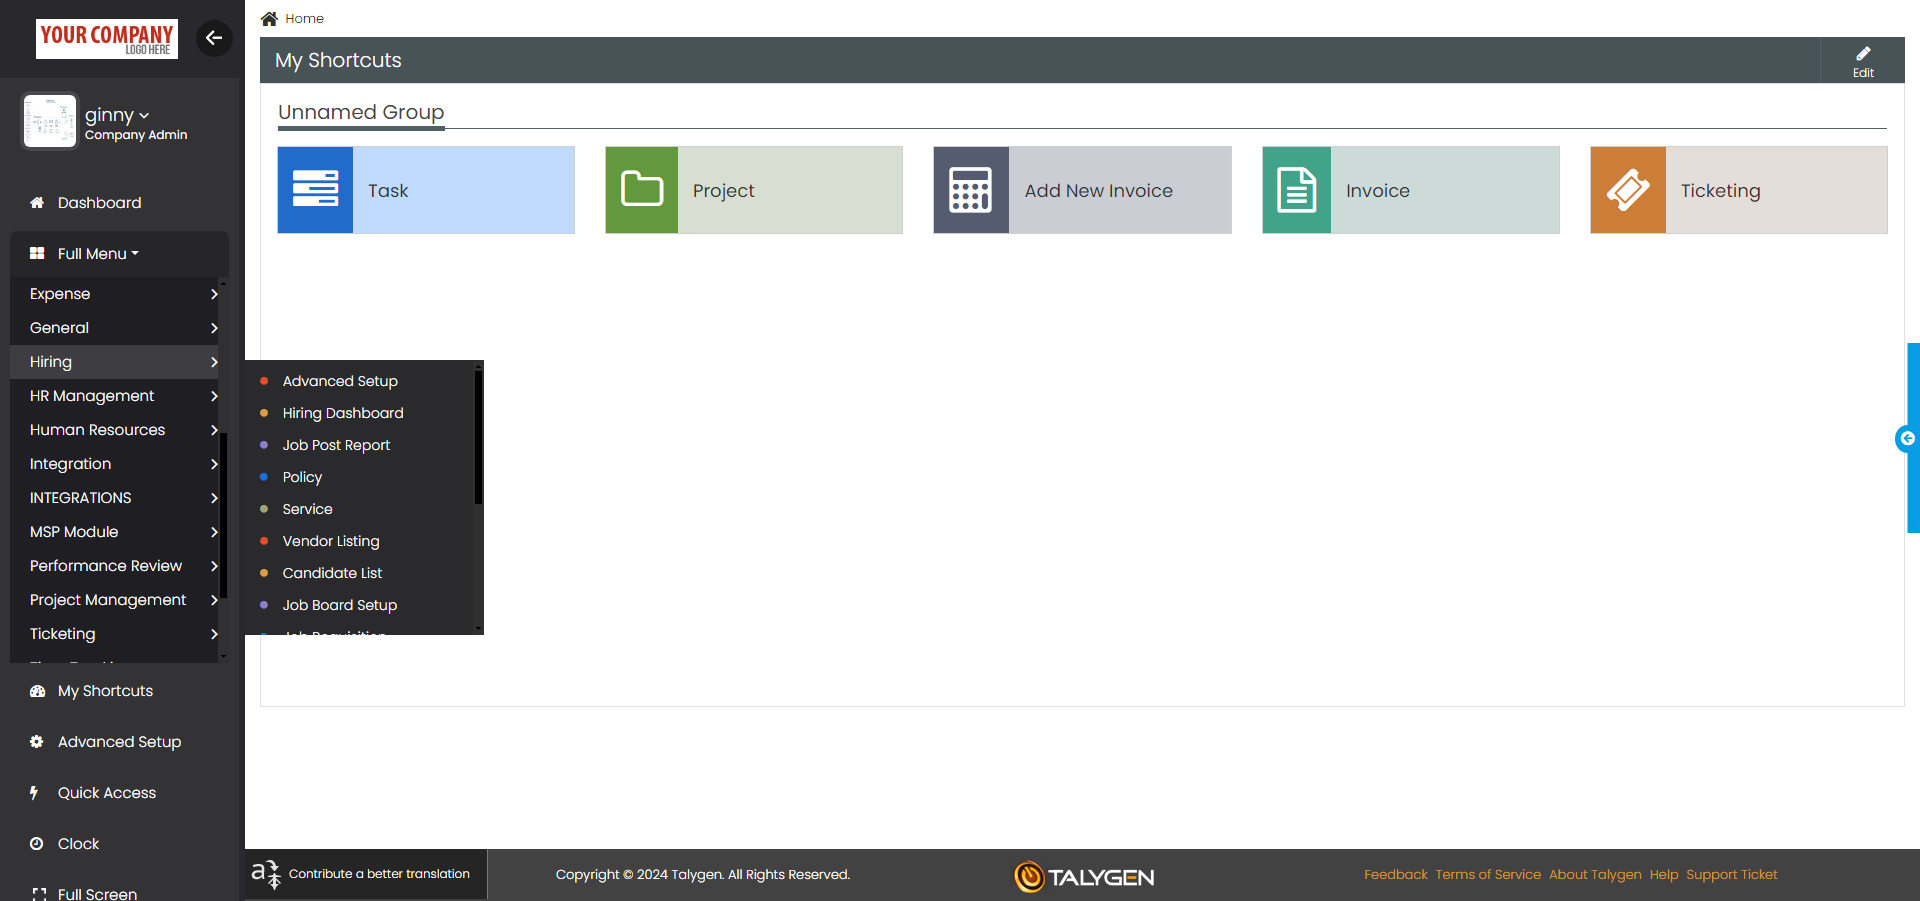 YOUR COMPANY
LOGO HERE
ginny
Company Admin
Dashboard
Full Menu
Expense
General
Hiring
HR Management
Human Resources
Integration
INTEGRATIONS
MSP Module
Performance Review
Project Management
Ticketing
My Shortcuts
Advanced Setup
Quick Access
Clock
Full Screen
Advanced Setup
Hiring Dashboard
Job Post Report
Policy
Service
Vendor Listing
Candidate List
Job Board Setup
Job Requisition
Home
My Shortcuts
Edit
Unnamed Group
Task
Project
Add New Invoice
Invoice
Ticketing
Contribute a better translation
Copyright © 2024 Talygen. All Rights Reserved.
TALYGEN
Feedback Terms of Service About Talygen Help Support Ticket